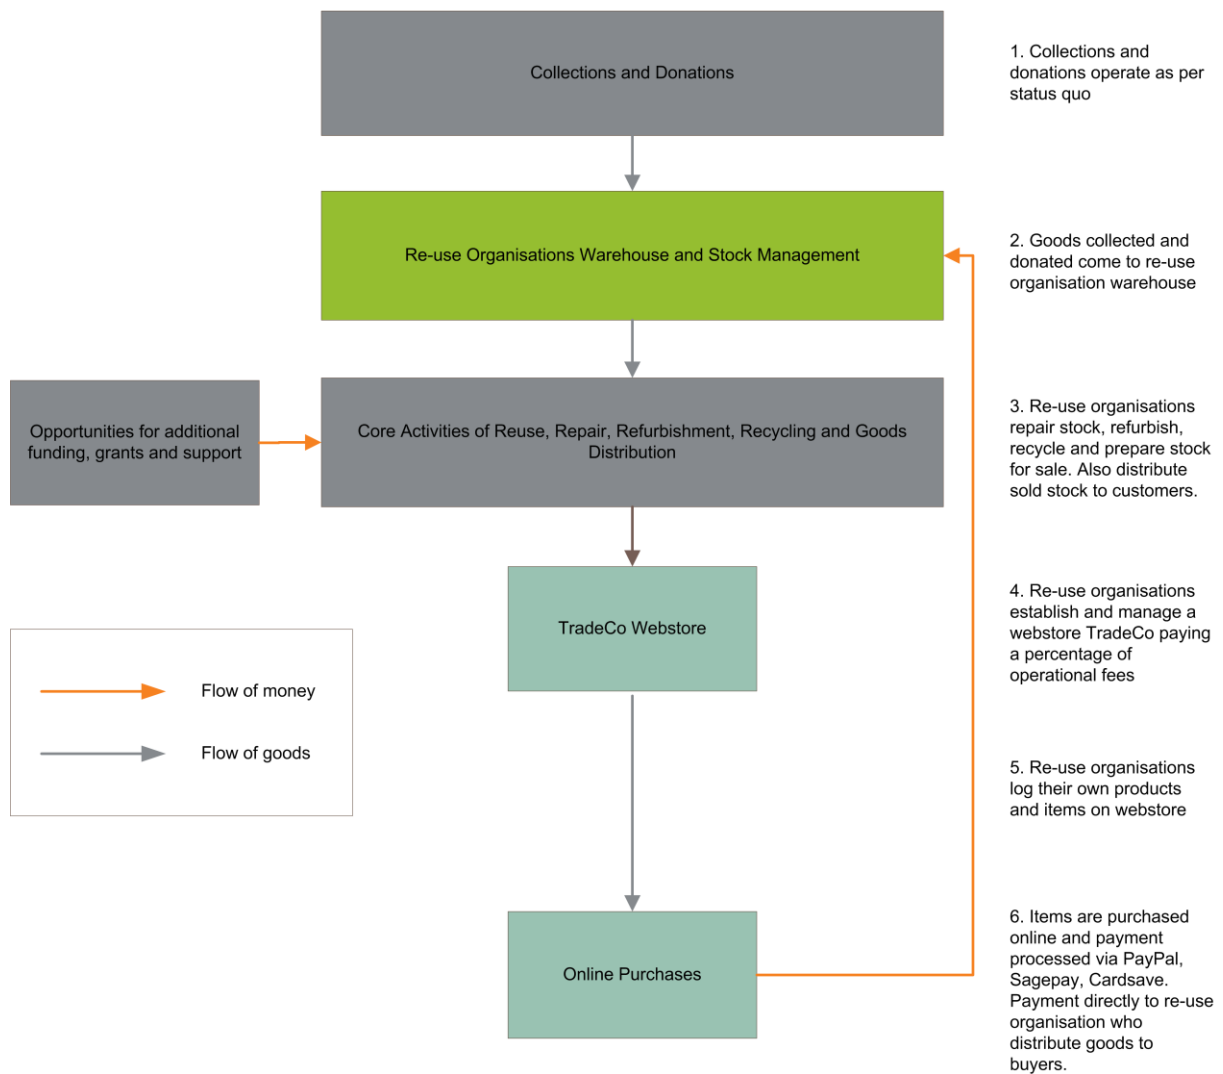 Collections and Donations
1. Collections and
donations operate as per
status quo
Re-use Organisations Warehouse and Stock Management
2. Goods collected and
donated come to re-use
organisation warehouse
Opportunities for additional
funding, grants and support
Core Activities of Reuse, Repair, Refurbishment, Recycling and Goods
Distribution
3. Re-use organisations
repair stock, refurbish,
recycle and prepare stock
for sale. Also distribute
sold stock to customers.
TradeCo Webstore
4. Re-use organisations
establish and manage a
webstore TradeCo paying
a percentage of
operational fees
Flow of money
Flow of goods
5. Re-use organisations
log their own products
and items on webstore
Online Purchases
6. Items are purchased
online and payment
processed via PayPal,
Sagepay, Cardsave.
Payment directly to re-use
organisation who
distribute goods to
buyers.